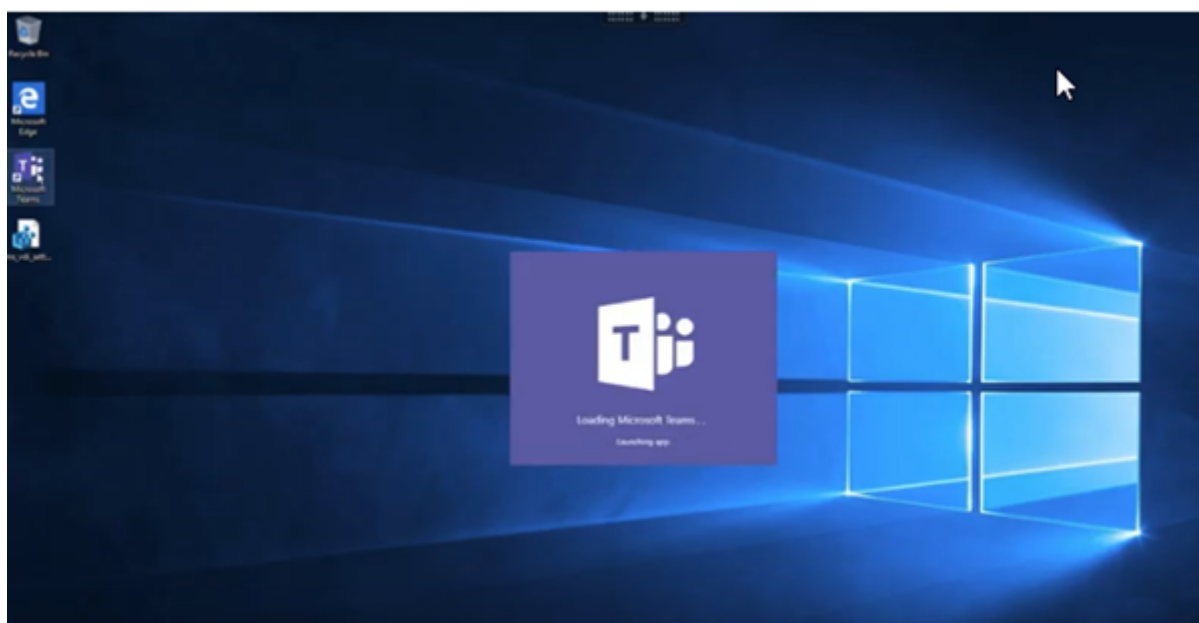 Recycle Bin
Microsoft
Edge
Microsoft
Teams
T
Loading Microsoft Teams...
Launching app